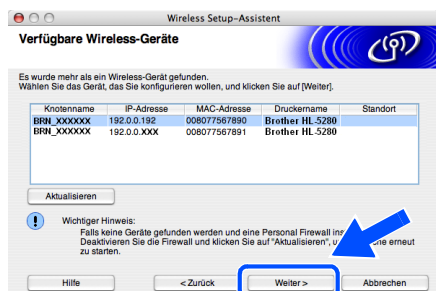 Wireless Setup-Assistent
Verfügbare Wireless-Geräte
Es wurde mehr als ein Wireless-Gerät gefunden.
Wählen Sie das Gerät, das Sie konfigurieren wollen, und klicken Sie auf [Weiter].
Knotenname IP-Adresse MAC-Adresse Druckername Standort
BRN_XXXXXX 192.0.0.192 008077567890 Brother HL-5280
BRN_XXXXXX 192.0.0.XXX 008077567891 Brother HL-5280
Aktualisieren
Wichtiger Hinweis:
Falls keine Geräte gefunden werden und eine Personal Firewall ins
Deaktivieren Sie die Firewall und klicken Sie auf "Aktualisieren", u he erneut
zu starten.
Hilfe < Zurück Weiter > Abbrechen